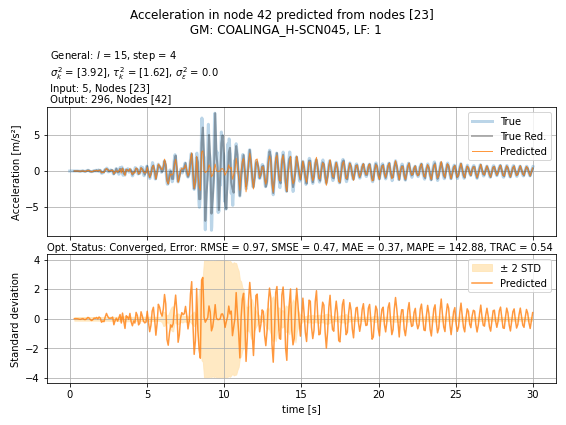 Acceleration in node 42 predicted from nodes [23]
GM: COALINGA_H-SCN045, LF: 1
General: l = 15, step = 4
σ²ₖ = [3.92], τ²ₖ = [1.62], σ²ε = 0.0
Input: 5, Nodes [23]
Output: 296, Nodes [42]
Acceleration [m/s²]
5
0
−5
True
True Red.
Predicted
Opt. Status: Converged, Error: RMSE = 0.97, SMSE = 0.47, MAE = 0.37, MAPE = 142.88, TRAC = 0.54
Standard deviation
4
2
0
−2
−4
± 2 STD
Predicted
0 5 10 15 20 25 30
time [s]